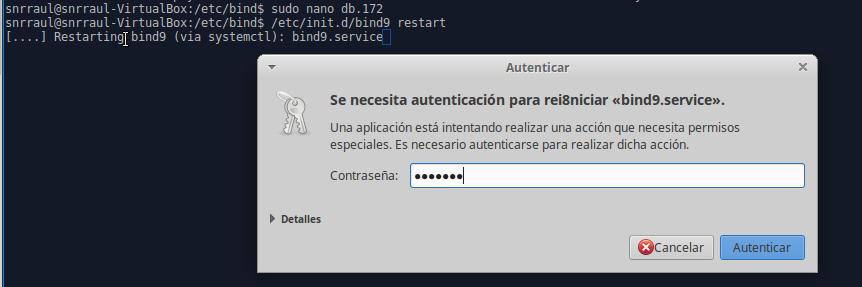 snrraul@snrraul-VirtualBox:/etc/bind$ sudo nano db.172
snrraul@snrraul-VirtualBox:/etc/bind$ /etc/init.d/bind9 restart
[....] Restarting bind9 (via systemctl): bind9.service
Autenticar
Se necesita autenticación para rei8niciar «bind9.service».
Una aplicación está intentando realizar una acción que necesita permisos
especiales. Es necesario autenticarse para realizar dicha acción.
Contraseña: •••••••
Detalles
Cancelar Autenticar